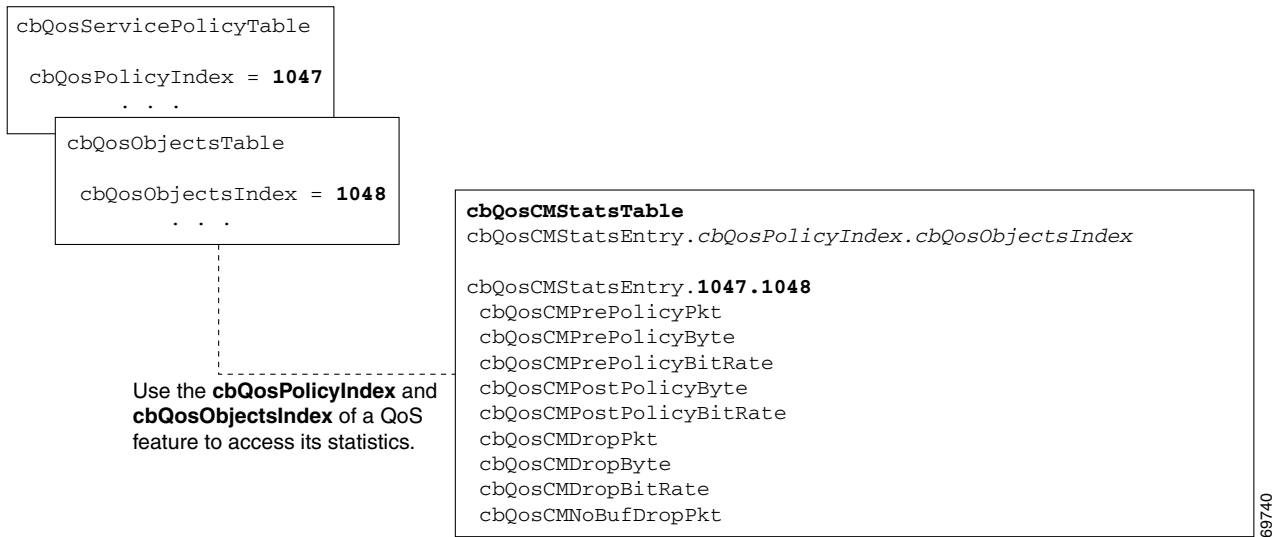 cbQosServicePolicyTable
cbQosPolicyIndex = 1047
. . .
cbQosObjectsTable
cbQosObjectsIndex = 1048
. . .
Use the cbQosPolicyIndex and
cbQosObjectsIndex of a QoS
feature to access its statistics.
cbQosCMStatsTable
cbQosCMStatsEntry.cbQosPolicyIndex.cbQosObjectsIndex
cbQosCMStatsEntry.1047.1048
cbQosCMPrePolicyPkt
cbQosCMPrePolicyByte
cbQosCMPrePolicyBitRate
cbQosCMPostPolicyByte
cbQosCMPostPolicyBitRate
cbQosCMDropPkt
cbQosCMDropByte
cbQosCMDropBitRate
cbQosCMNoBufDropPkt
69740